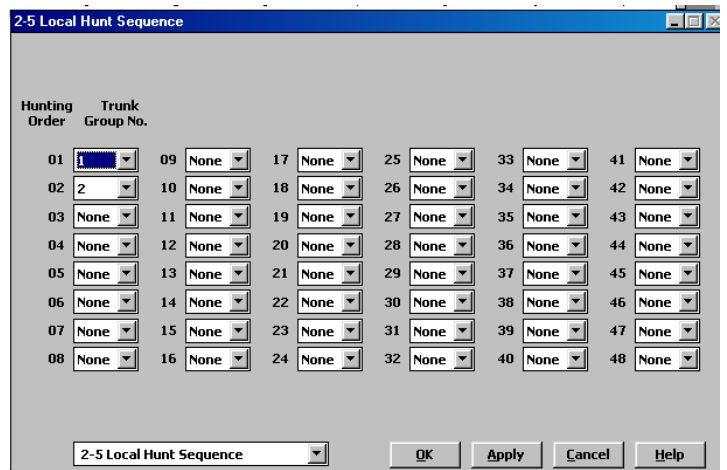 2-5 Local Hunt Sequence
Hunting Trunk
Order Group No.
01 1 09 None 17 None 25 None 33 None 41 None
02 2 10 None 18 None 26 None 34 None 42 None
03 None 11 None 19 None 27 None 35 None 43 None
04 None 12 None 20 None 28 None 36 None 44 None
05 None 13 None 21 None 29 None 37 None 45 None
06 None 14 None 22 None 30 None 38 None 46 None
07 None 15 None 23 None 31 None 39 None 47 None
08 None 16 None 24 None 32 None 40 None 48 None
2-5 Local Hunt Sequence OK Apply Cancel Help